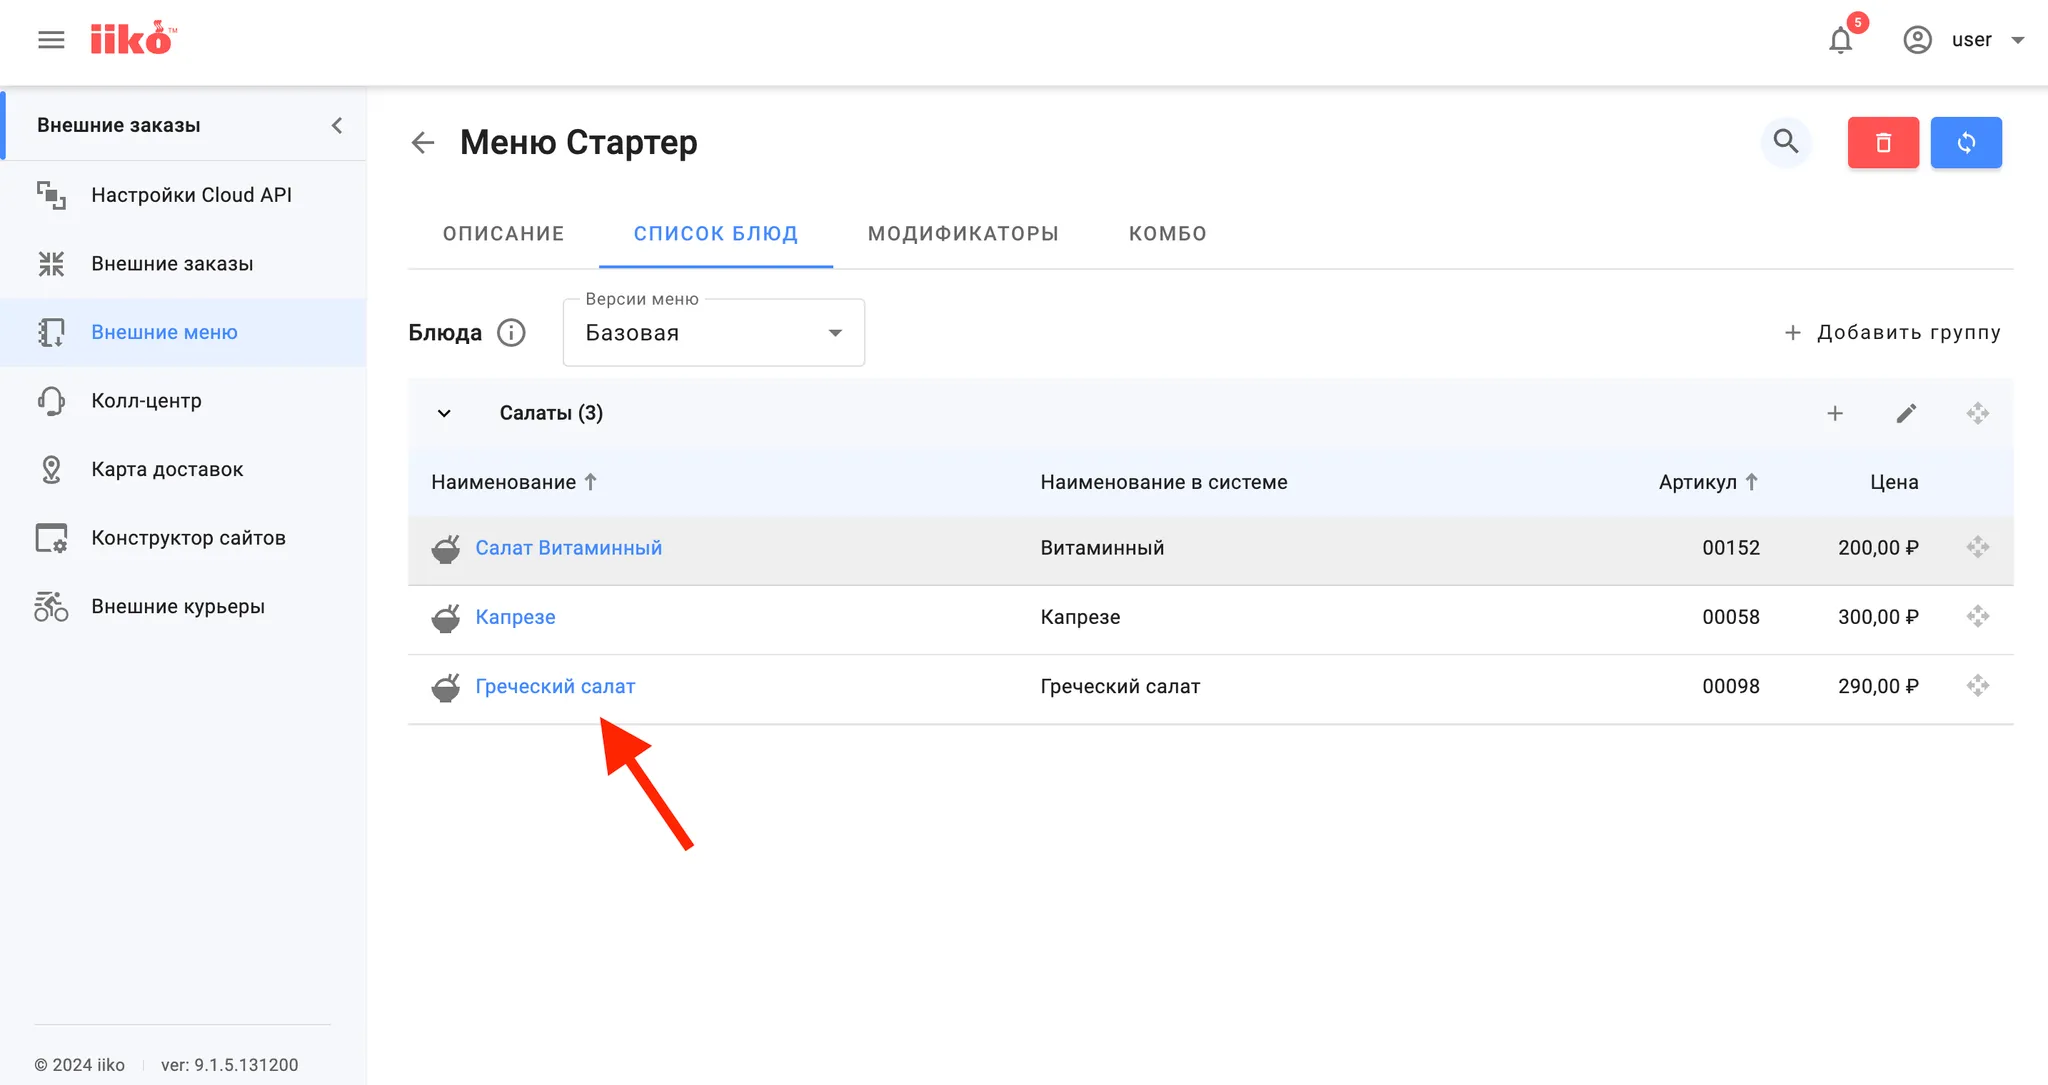 iiko™
5
user
Внешние заказы
Настройки Cloud API
Внешние заказы
Внешние меню
Колл-центр
Карта доставок
Конструктор сайтов
Внешние курьеры
© 2024 iiko
ver: 9.1.5.131200
Меню Стартер
ОПИСАНИЕ
СПИСОК БЛЮД
МОДИФИКАТОРЫ
КОМБО
Блюда
Версии меню
Базовая
Добавить группу
Салаты (3)
Наименование Наименование в системе Артикул Цена
Салат Витаминный Витаминный 00152 200,00 ₽
Капрезе Капрезе 00058 300,00 ₽
Греческий салат Греческий салат 00098 290,00 ₽